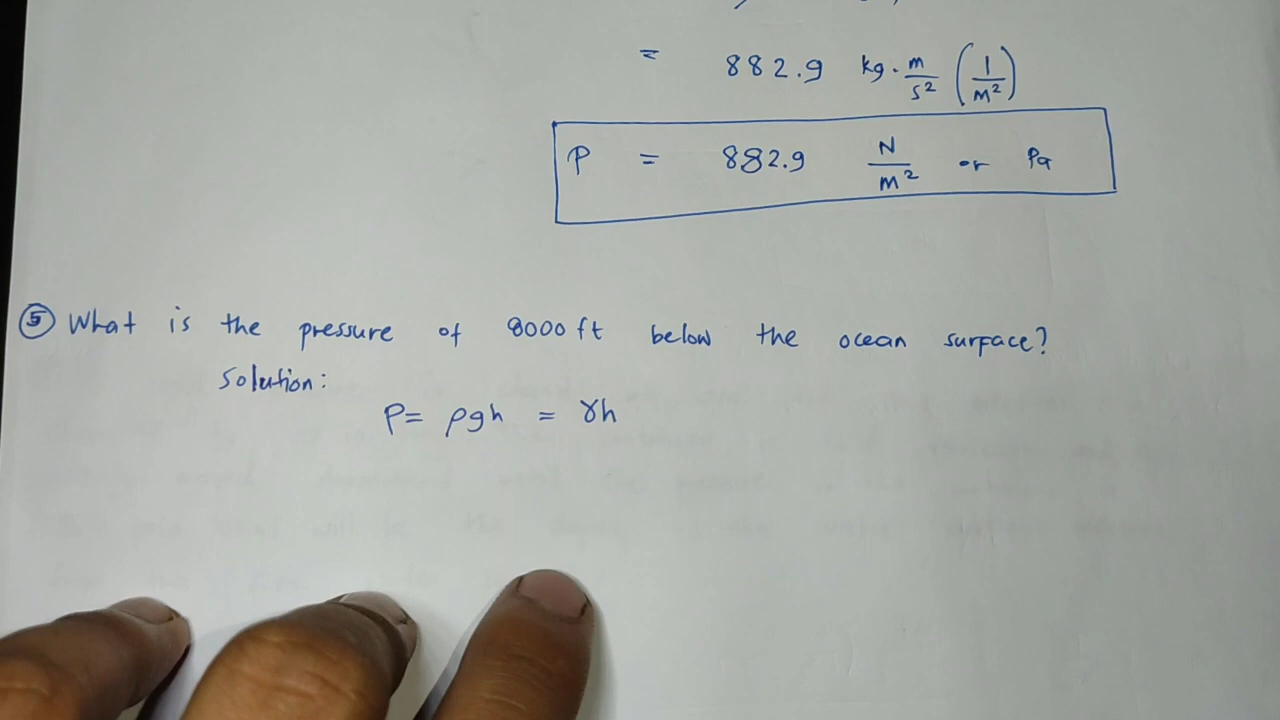 = 882.9 kg · m/s² (1/m²)
P = 882.9 N/m² or Pa
⑤ What is the pressure of 8000 ft below the ocean surface?
Solution:
P = ρgh = γh